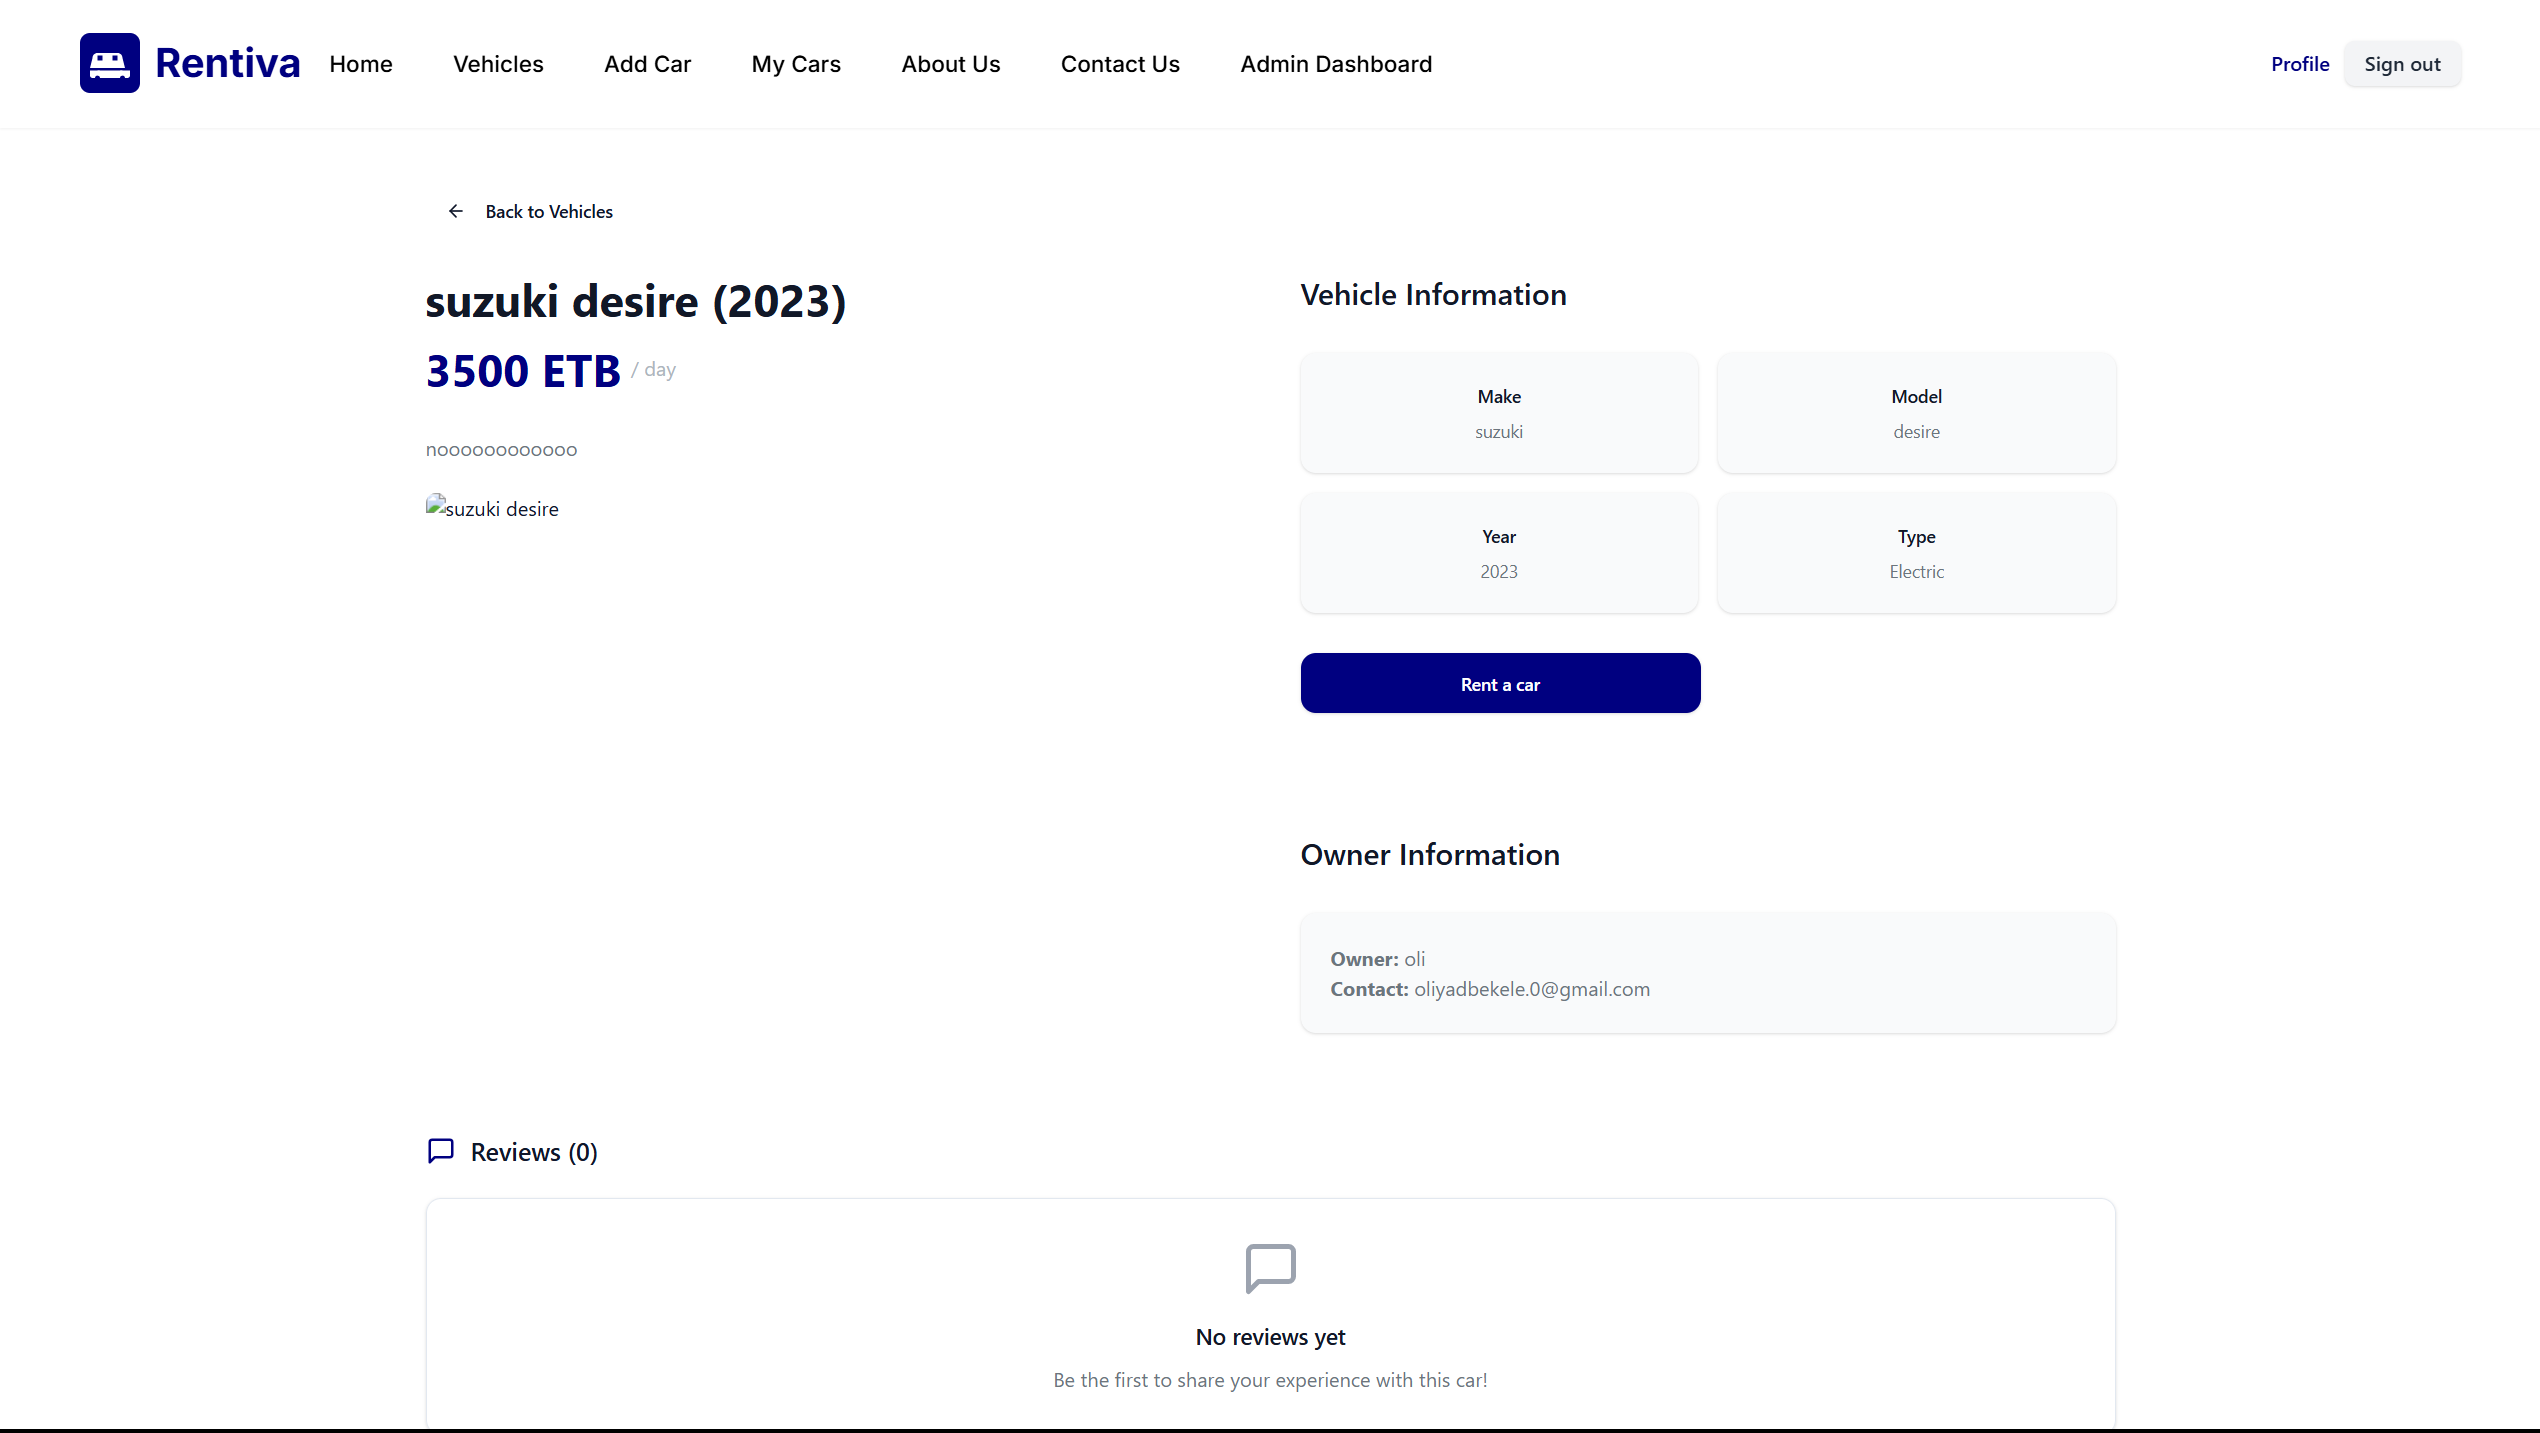 Rentiva
Home
Vehicles
Add Car
My Cars
About Us
Contact Us
Admin Dashboard
Profile
Sign out
Back to Vehicles
suzuki desire (2023)
3500 ETB / day
noooooooooooo
suzuki desire
Vehicle Information
Make
suzuki
Model
desire
Year
2023
Type
Electric
Rent a car
Owner Information
Owner: oli
Contact: oliyadbekele.0@gmail.com
Reviews (0)
No reviews yet
Be the first to share your experience with this car!